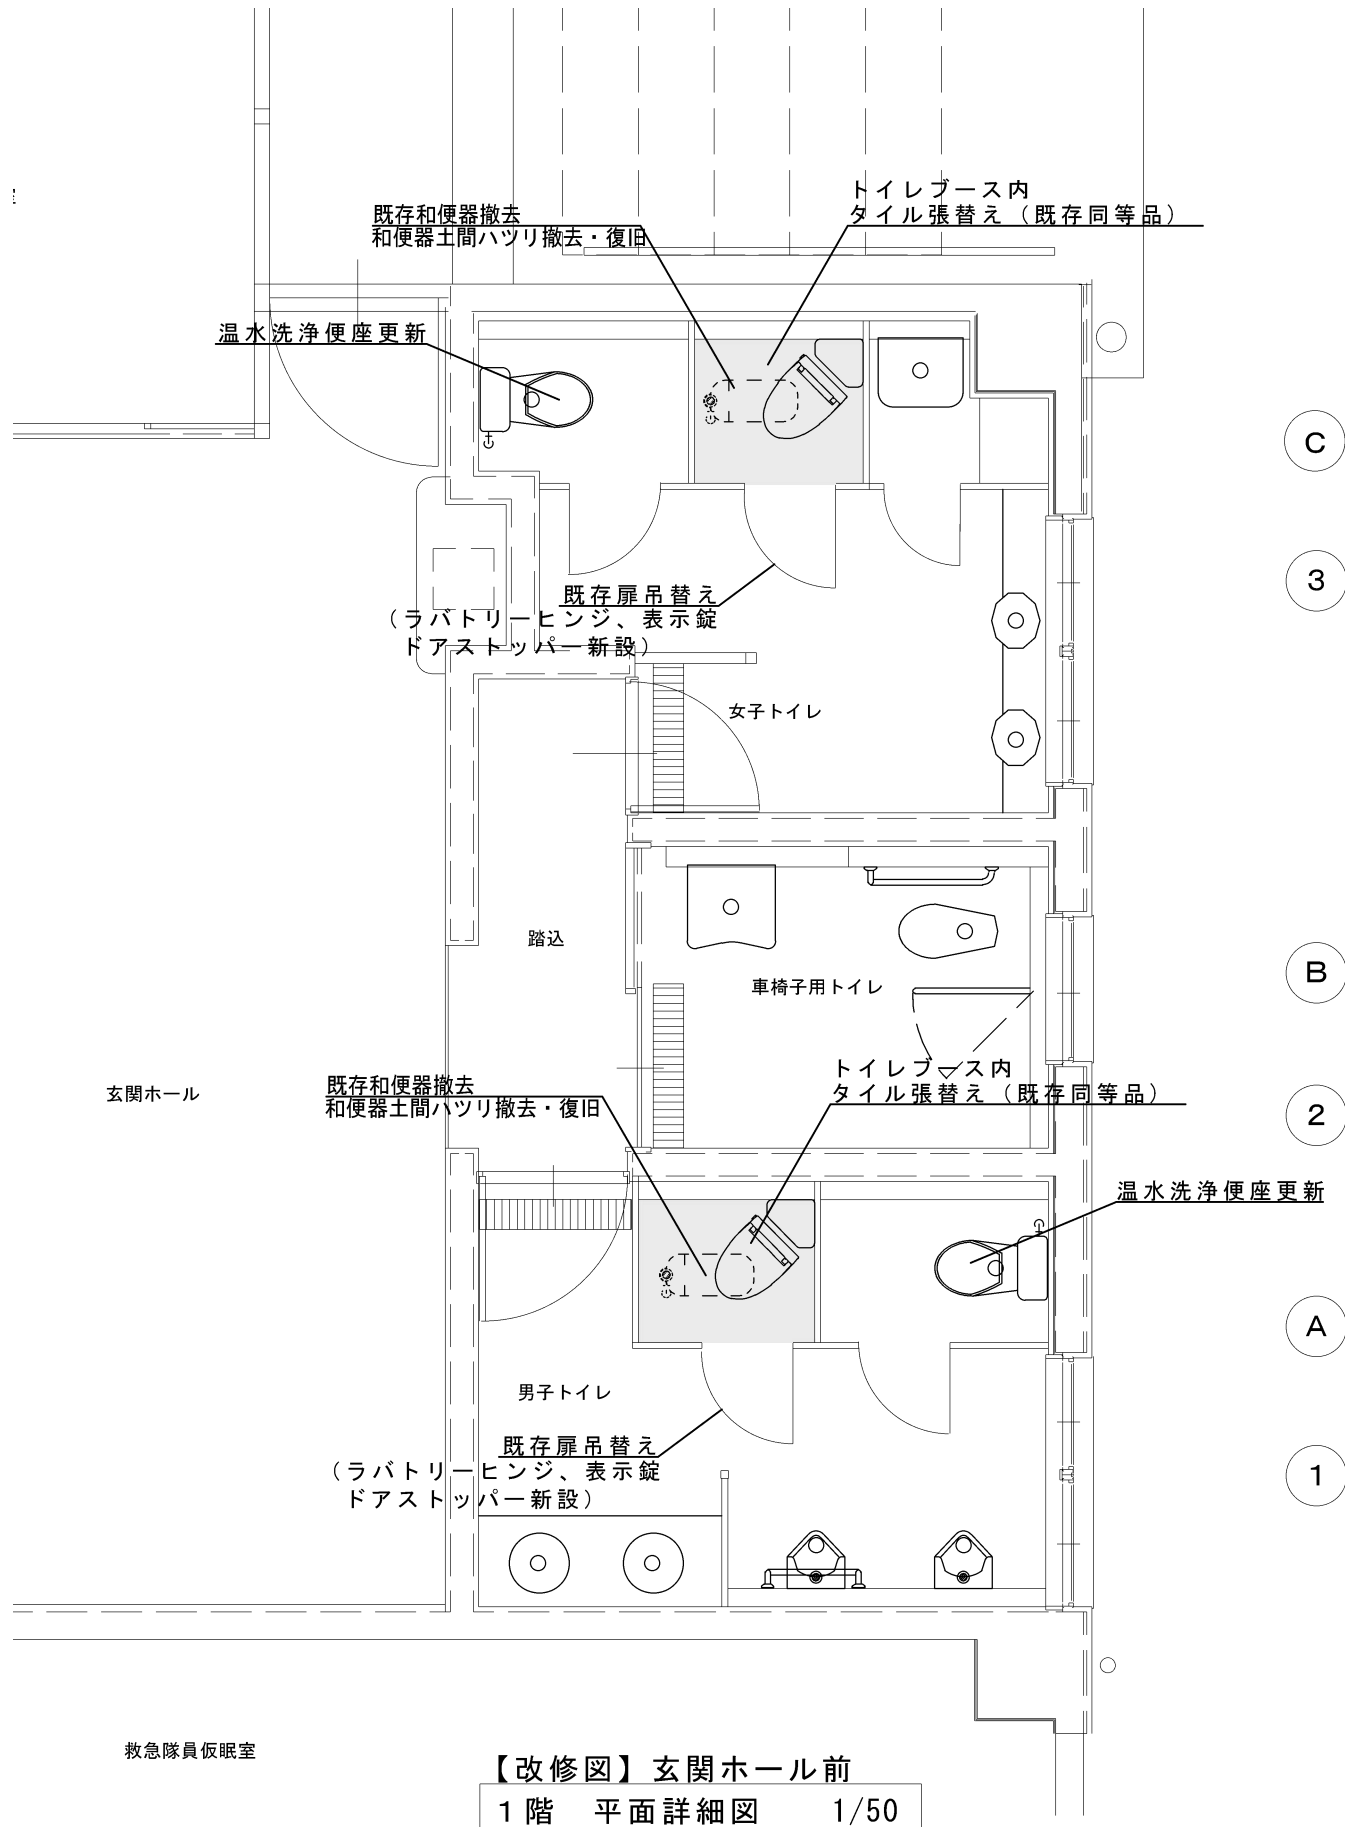 トイレブース内
タイル張替え（既存同等品）
既存和便器撤去
和便器土間ハツリ撤去・復旧
温水洗浄便座更新
C
3
既存扉吊替え
（ラバトリーヒンジ、表示錠
ドアストッパー新設）
女子トイレ
踏込
B
車椅子用トイレ
トイレブース内
タイル張替え（既存同等品）
既存和便器撤去
和便器土間ハツリ撤去・復旧
玄関ホール
2
温水洗浄便座更新
A
男子トイレ
既存扉吊替え
（ラバトリーヒンジ、表示錠
ドアストッパー新設）
1
救急隊員仮眠室
【改修図】玄関ホール前
1階　平面詳細図　1/50